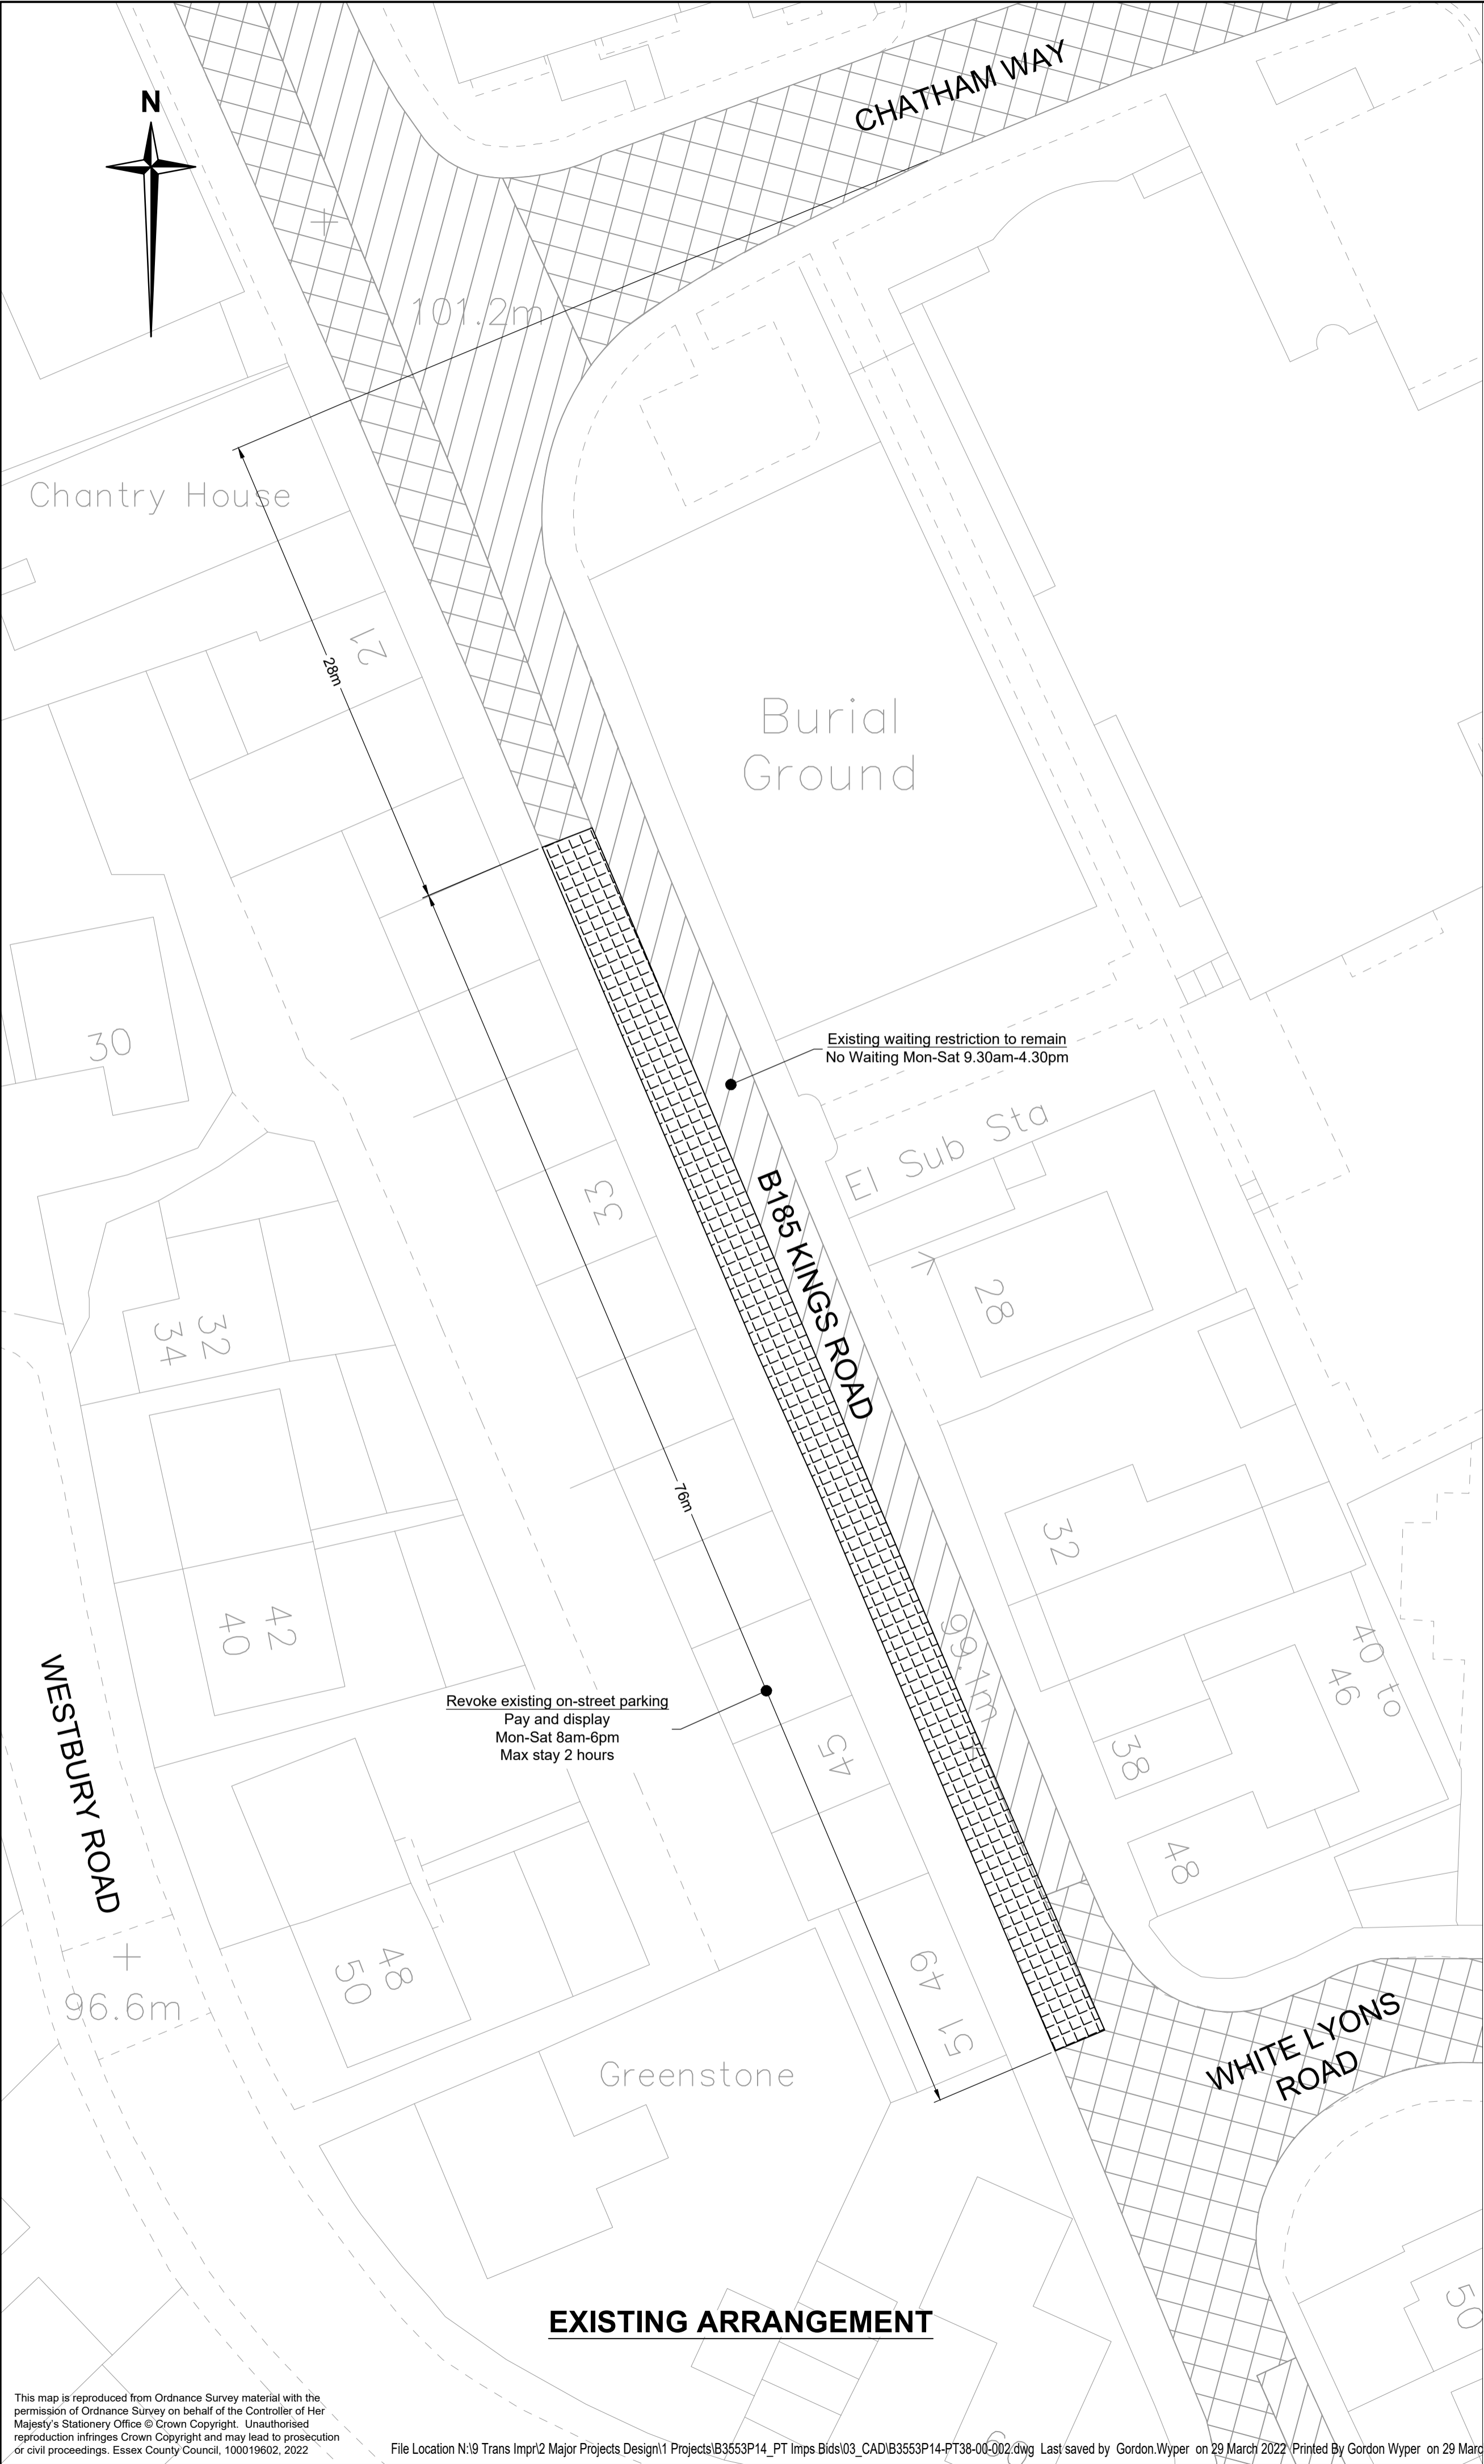 CHATHAM WAY
N
101.2m
Chantry House
21
28m
Burial
Ground
30
Existing waiting restriction to remain
No Waiting Mon-Sat 9.30am-4.30pm
El Sub Sta
B185 KINGS ROAD
33
28
34
32
76m
32
99.1m
40
42
40 to
46
WESTBURY ROAD
Revoke existing on-street parking
Pay and display
Mon-Sat 8am-6pm
Max stay 2 hours
45
38
48
50
48
49
96.6m
51
WHITE LYONS
ROAD
Greenstone
50
EXISTING ARRANGEMENT
This map is reproduced from Ordnance Survey material with the
permission of Ordnance Survey on behalf of the Controller of Her
Majesty's Stationery Office © Crown Copyright. Unauthorised
reproduction infringes Crown Copyright and may lead to prosecution
or civil proceedings. Essex County Council, 100019602, 2022
File Location N:\9 Trans Impr\2 Major Projects Design\1 Projects\B3553P14_PT Imps Bids\03_CAD\B3553P14-PT38-00-002.dwg Last saved by Gordon.Wyper on 29 March 2022 Printed By Gordon Wyper on 29 Mar